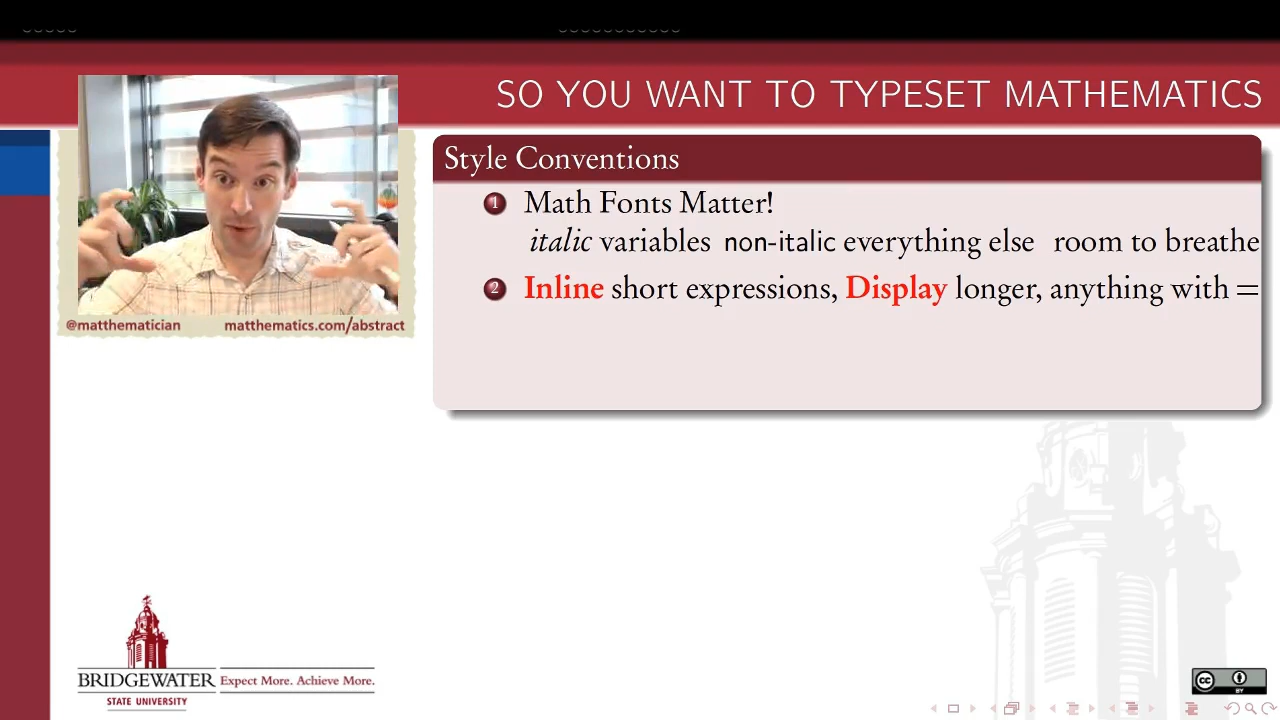 SO YOU WANT TO TYPESET MATHEMATICS
@matthematician matthematics.com/abstract
Style Conventions
1 Math Fonts Matter!
italic variables non-italic everything else room to breathe
2 Inline short expressions, Display longer, anything with =
BRIDGEWATER
STATE UNIVERSITY
Expect More. Achieve More.
cc BY